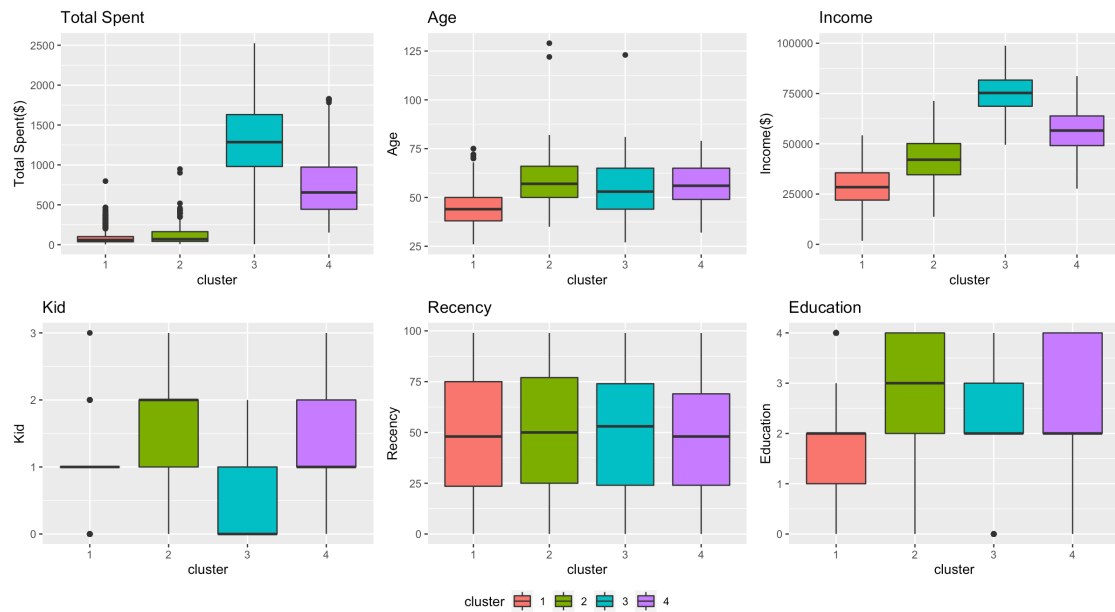 Total Spent
Total Spent($)
2500
2000
1500
1000
500
0
1 2 3 4
cluster
Age
Age
125
100
75
50
25
1 2 3 4
cluster
Income
Income($)
100000
75000
50000
25000
0
1 2 3 4
cluster
Kid
Kid
3
2
1
0
1 2 3 4
cluster
Recency
Recency
100
75
50
25
0
1 2 3 4
cluster
Education
Education
4
3
2
1
0
1 2 3 4
cluster
cluster 1 2 3 4